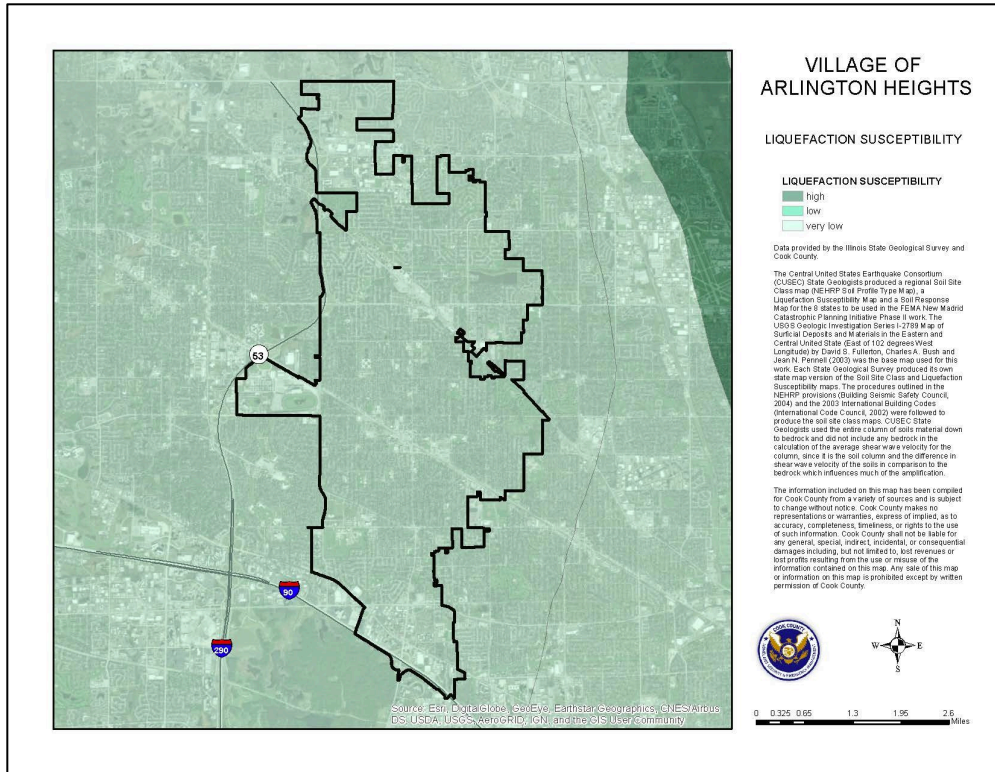 VILLAGE OF
ARLINGTON HEIGHTS
LIQUEFACTION SUSCEPTIBILITY
LIQUEFACTION SUSCEPTIBILITY
high
low
very low
Data provided by the Illinois State Geological Survey and
Cook County.
The Central United States Earthquake Consortium
(CUSEC) State Geologists produced a regional Soil Site
Class map (NEHRP Soil Profile Type Map), a
Liquefaction Susceptibility Map and a Soil Response
Map for the 8 states to be used in the FEMA New Madrid
Catastrophic Planning Initiative Phase II work. The
USGS Geologic Investigation Series I-2789 Map of
Surficial Deposits and Materials in the Eastern and
Central United State (East of 102 degrees West
Longitude) by David S. Fullerton, Charles A. Bush and
Jean N. Pennell (2003) was the base map used for this
work. Each State Geological Survey produced its own
state map version of the Soil Site Class and Liquefaction
Susceptibility maps. The procedures outlined in the
NEHRP provisions (Building Seismic Safety Council,
2004) and the 2003 International Building Codes
(International Code Council, 2002) were followed to
produce the soil site class maps. CUSEC State
Geologists used the entire column of soils material down
to bedrock and did not include any bedrock in the
calculation of the average shear wave velocity for the
column, since it is the soil column and the difference in
shear wave velocity of the soils in comparison to the
bedrock which influences much of the amplification.
The information included on this map has been compiled
for Cook County from a variety of sources and is subject
to change without notice. Cook County makes no
representations or warranties, express of implied, as to
accuracy, completeness, timeliness, or rights to the use
of such information. Cook County shall not be liable for
any general, special, indirect, incidental, or consequential
damages including, but not limited to, lost revenues or
lost profits resulting from the use or misuse of the
information contained on this map. Any sale of this map
or information on this map is prohibited except by written
permission of Cook County.
53
90
290
Source: Esri, DigitalGlobe, GeoEye, Earthstar Geographics, CNES/Airbus
DS, USDA, USGS, AeroGRID, IGN, and the GIS User Community
COOK COUNTY
N
W E
S
0 0.325 0.65 1.3 1.95 2.6
Miles